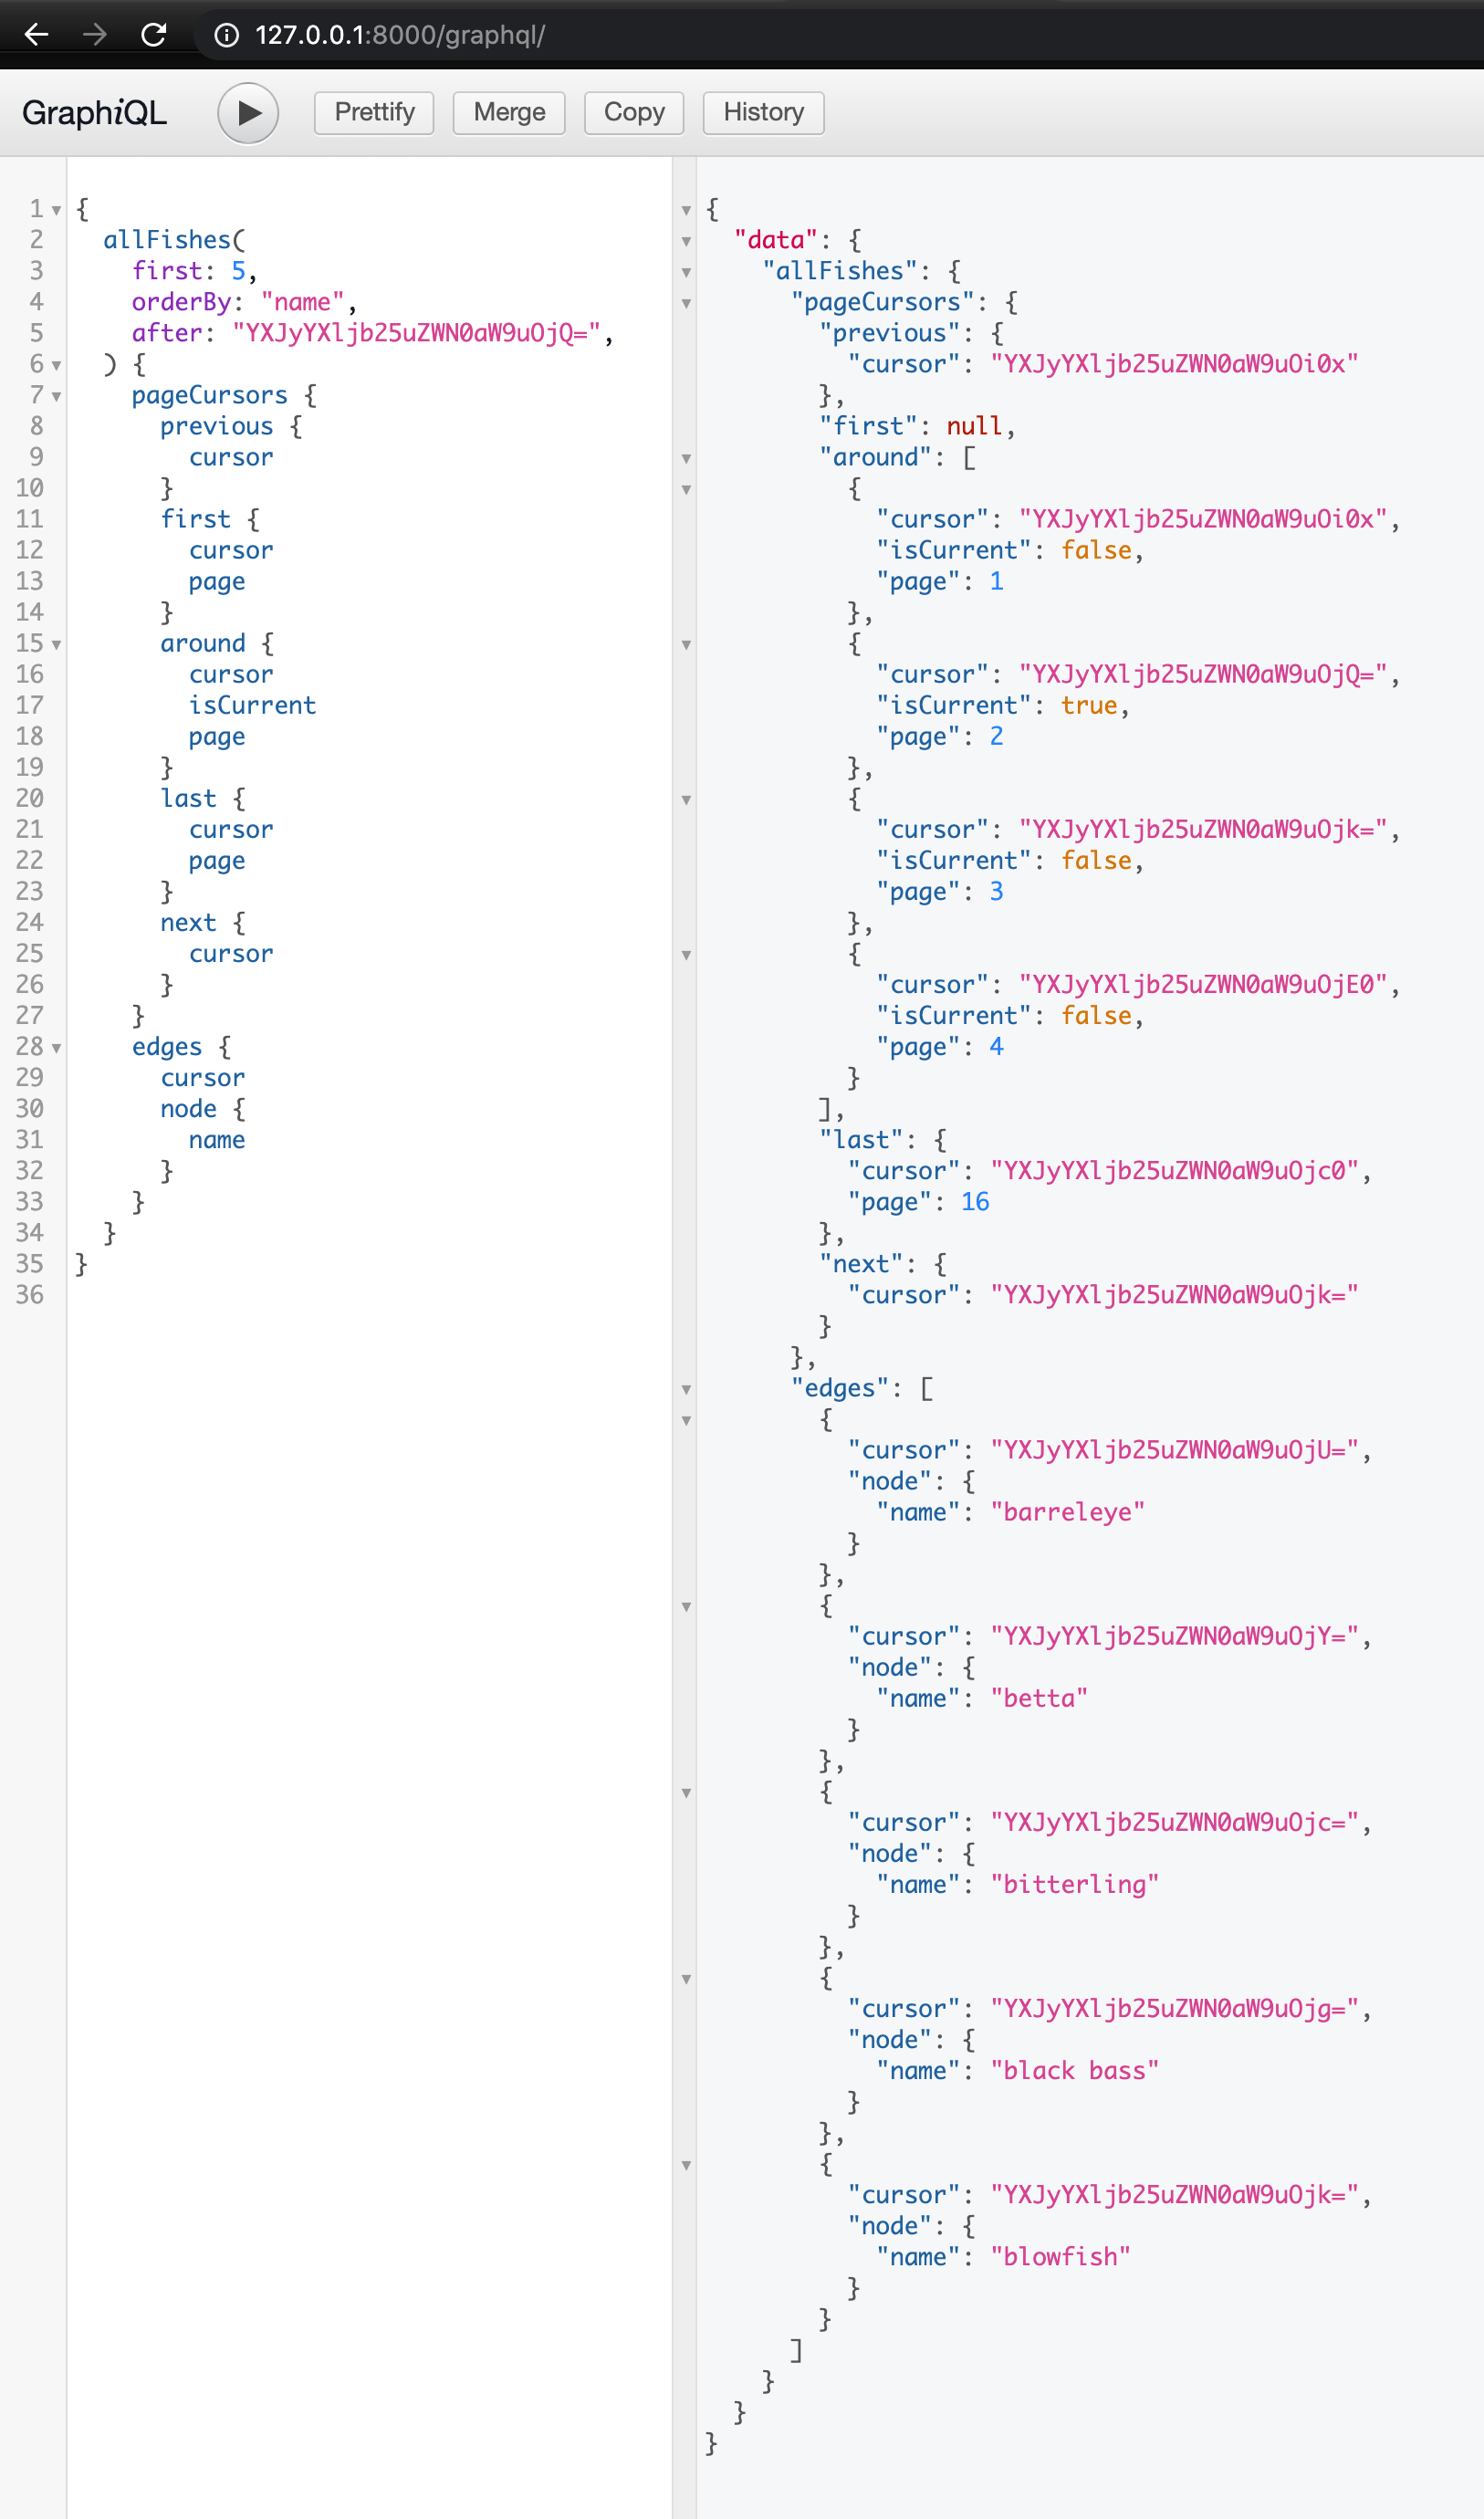 127.0.0.1:8000/graphql/
GraphiQL Prettify Merge Copy History
1 {
2 allFishes(
3 first: 5,
4 orderBy: "name",
5 after: "YXJyYXljb25uZWN0aW9uOjQ=",
6 ) {
7 pageCursors {
8 previous {
9 cursor
10 }
11 first {
12 cursor
13 page
14 }
15 around {
16 cursor
17 isCurrent
18 page
19 }
20 last {
21 cursor
22 page
23 }
24 next {
25 cursor
26 }
27 }
28 edges {
29 cursor
30 node {
31 name
32 }
33 }
34 }
35 }
36
{
"data": {
"allFishes": {
"pageCursors": {
"previous": {
"cursor": "YXJyYXljb25uZWN0aW9uOi0x"
},
"first": null,
"around": [
{
"cursor": "YXJyYXljb25uZWN0aW9uOi0x",
"isCurrent": false,
"page": 1
},
{
"cursor": "YXJyYXljb25uZWN0aW9uOjQ=",
"isCurrent": true,
"page": 2
},
{
"cursor": "YXJyYXljb25uZWN0aW9uOjk=",
"isCurrent": false,
"page": 3
},
{
"cursor": "YXJyYXljb25uZWN0aW9uOjE0",
"isCurrent": false,
"page": 4
}
],
"last": {
"cursor": "YXJyYXljb25uZWN0aW9uOjc0",
"page": 16
},
"next": {
"cursor": "YXJyYXljb25uZWN0aW9uOjk="
}
},
"edges": [
{
"cursor": "YXJyYXljb25uZWN0aW9uOjU=",
"node": {
"name": "barreleye"
}
},
{
"cursor": "YXJyYXljb25uZWN0aW9uOjY=",
"node": {
"name": "betta"
}
},
{
"cursor": "YXJyYXljb25uZWN0aW9uOjc=",
"node": {
"name": "bitterling"
}
},
{
"cursor": "YXJyYXljb25uZWN0aW9uOjg=",
"node": {
"name": "black bass"
}
},
{
"cursor": "YXJyYXljb25uZWN0aW9uOjk=",
"node": {
"name": "blowfish"
}
}
]
}
}
}